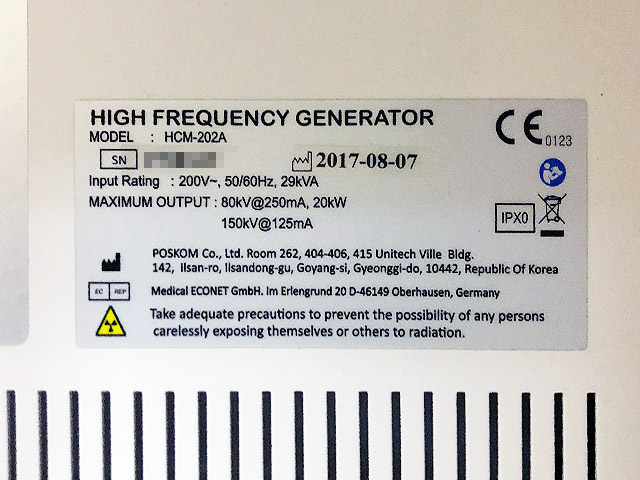 HIGH FREQUENCY GENERATOR
MODEL : HCM-202A
CE 0123
SN
2017-08-07
Input Rating : 200V~, 50/60Hz, 29kVA
MAXIMUM OUTPUT : 80kV@250mA, 20kW
150kV@125mA
IPX0
POSKOM Co., Ltd. Room 262, 404-406, 415 Unitech Ville Bldg.
142, Ilsan-ro, Ilsandong-gu, Goyang-si, Gyeonggi-do, 10442, Republic Of Korea
EC REP
Medical ECONET GmbH. Im Erlengrund 20 D-46149 Oberhausen, Germany
Take adequate precautions to prevent the possibility of any persons
carelessly exposing themselves or others to radiation.